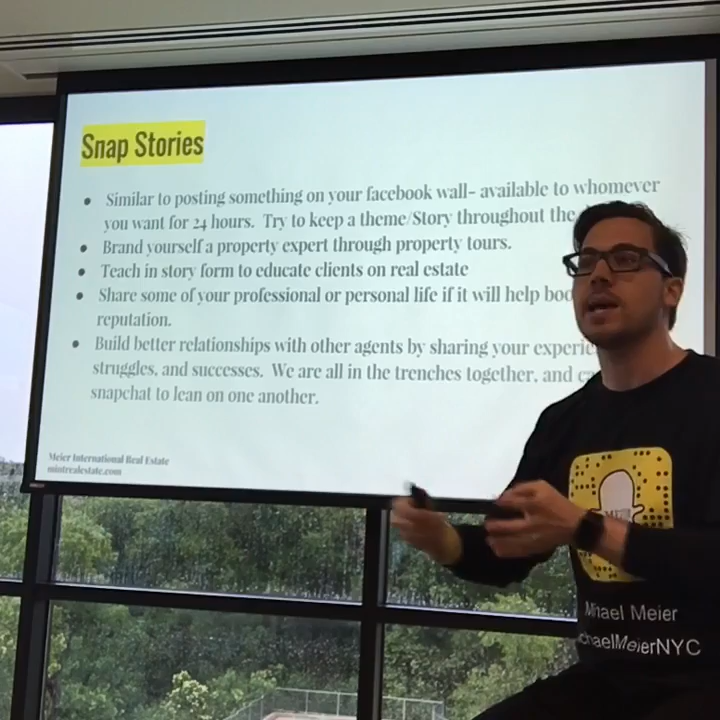 Snap Stories
● Similar to posting something on your facebook wall- available to whomever
you want for 24 hours. Try to keep a theme/Story throughout the
● Brand yourself a property expert through property tours.
● Teach in story form to educate clients on real estate
● Share some of your professional or personal life if it will help
reputation.
● Build better relationships with other agents by sharing your
struggles, and successes. We are all in the trenches together, and
snapchat to lean on one another.
Meier International Real Estate
mintrealestate.com
Meier
chaelMeierNYC